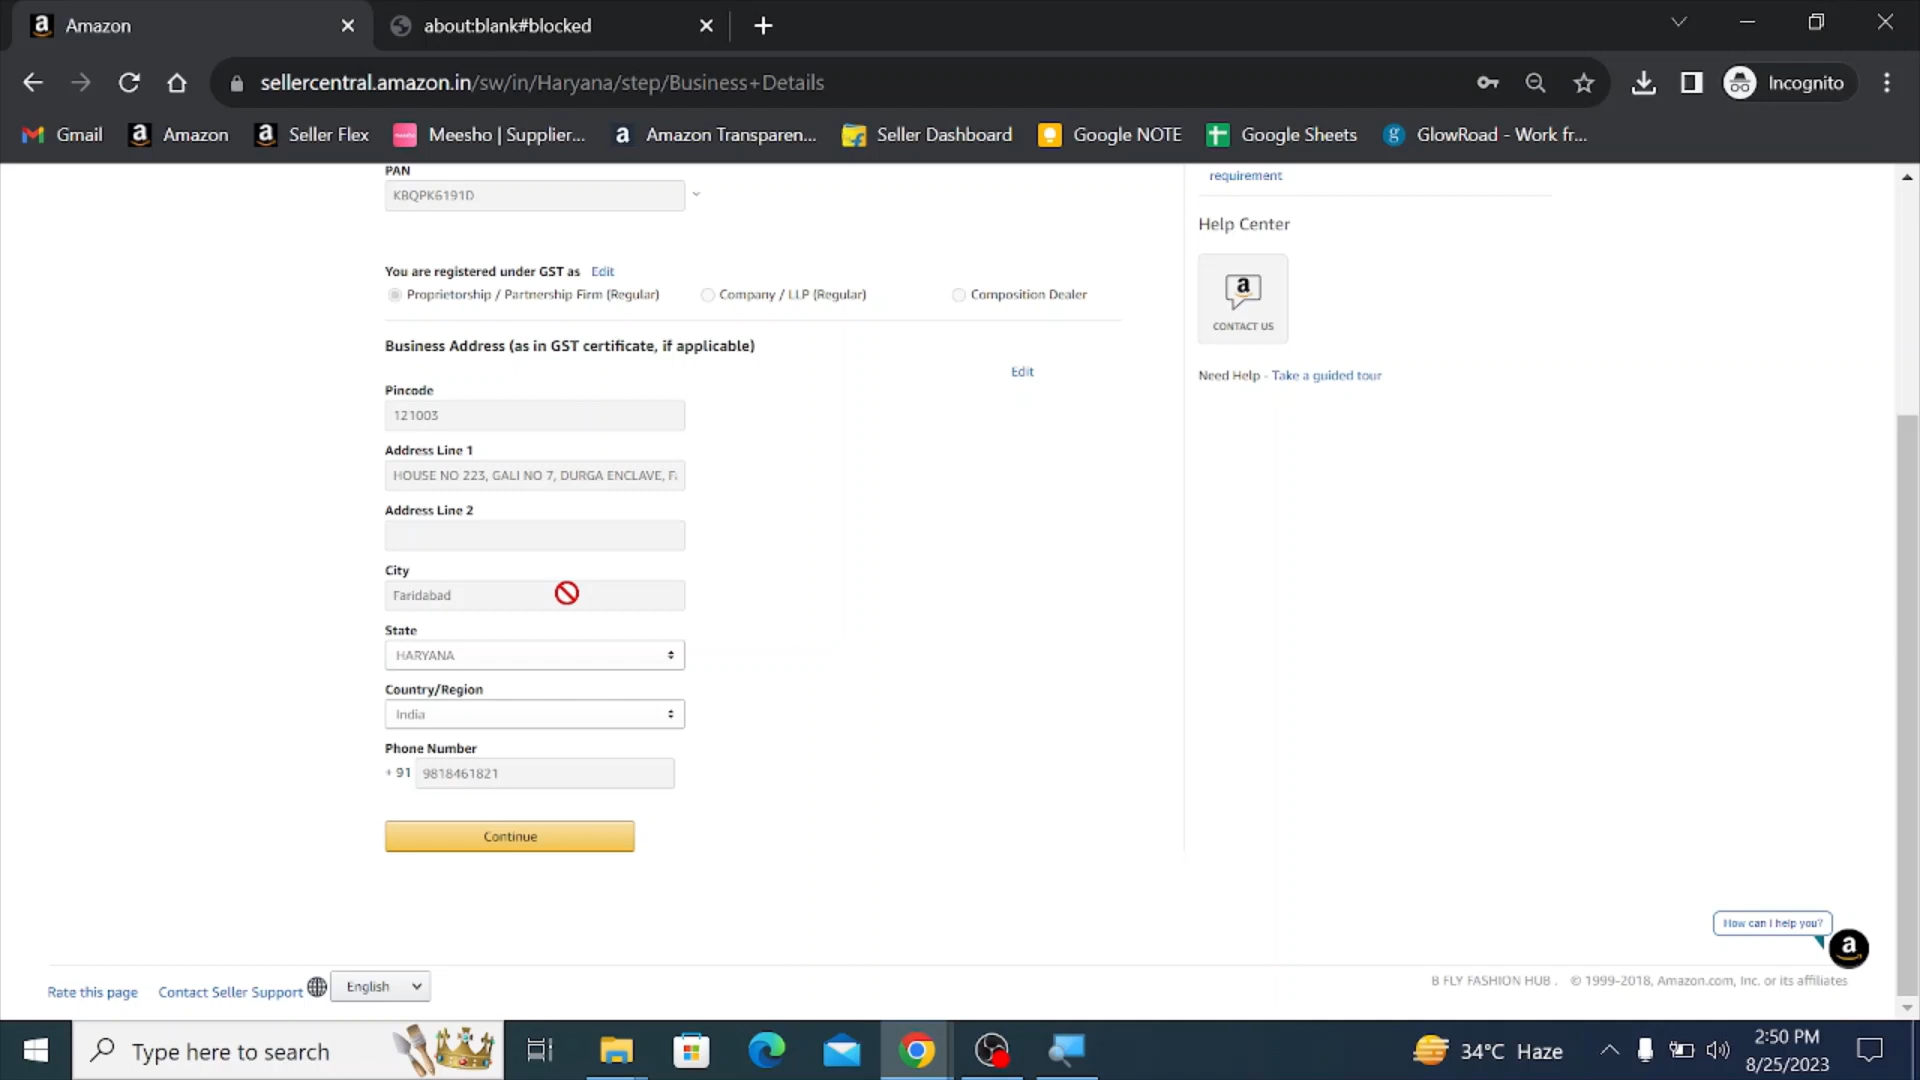 Amazon
about:blank#blocked
sellercentral.amazon.in/sw/in/Haryana/step/Business+Details
Incognito
Gmail
Amazon
Seller Flex
Meesho | Supplier...
Amazon Transparen...
Seller Dashboard
Google NOTE
Google Sheets
GlowRoad - Work fr...
PAN
KBQPK6191D
requirement
Help Center
CONTACT US
Need Help - Take a guided tour
You are registered under GST as Edit
Proprietorship / Partnership Firm (Regular)
Company / LLP (Regular)
Composition Dealer
Business Address (as in GST certificate, if applicable)
Edit
Pincode
121003
Address Line 1
HOUSE NO 223, GALI NO 7, DURGA ENCLAVE, F
Address Line 2
City
Faridabad
State
HARYANA
Country/Region
India
Phone Number
+ 91 9818461821
Continue
How can I help you?
Rate this page
Contact Seller Support
English
B FLY FASHION HUB . © 1999-2018, Amazon.com, Inc. or its affiliates
Type here to search
34°C Haze
2:50 PM
8/25/2023